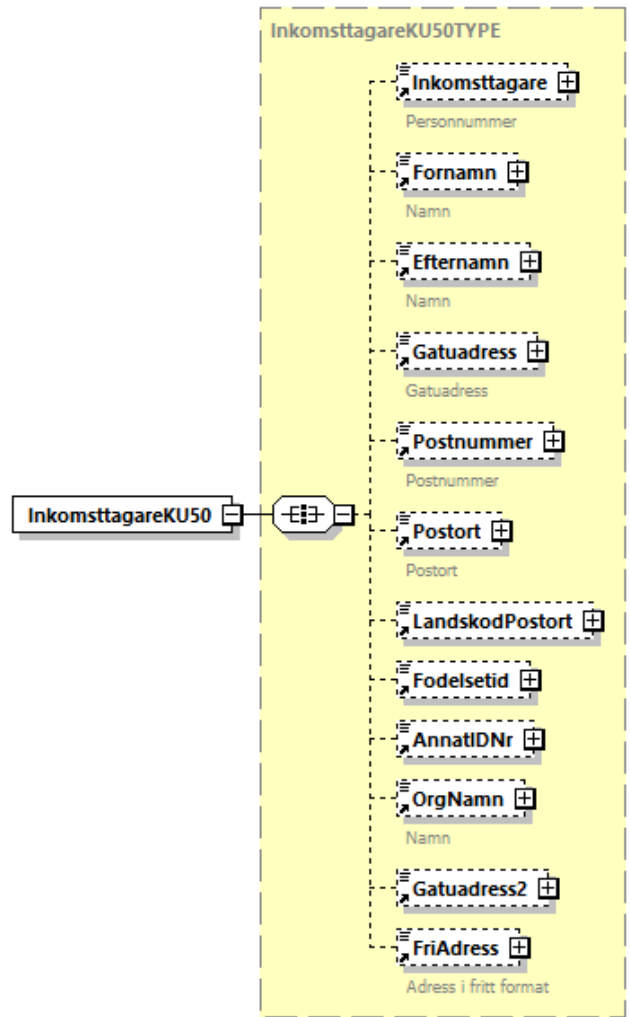 InkomsttagareKU50TYPE
Inkomsttagare
Personnummer
Fornamn
Namn
Efternamn
Namn
Gatuadress
Gatuadress
Postnummer
Postnummer
InkomsttagareKU50
Postort
Postort
LandskodPostort
Fodelsetid
AnnatIDNr
OrgNamn
Namn
Gatuadress2
FriAdress
Adress i fritt format